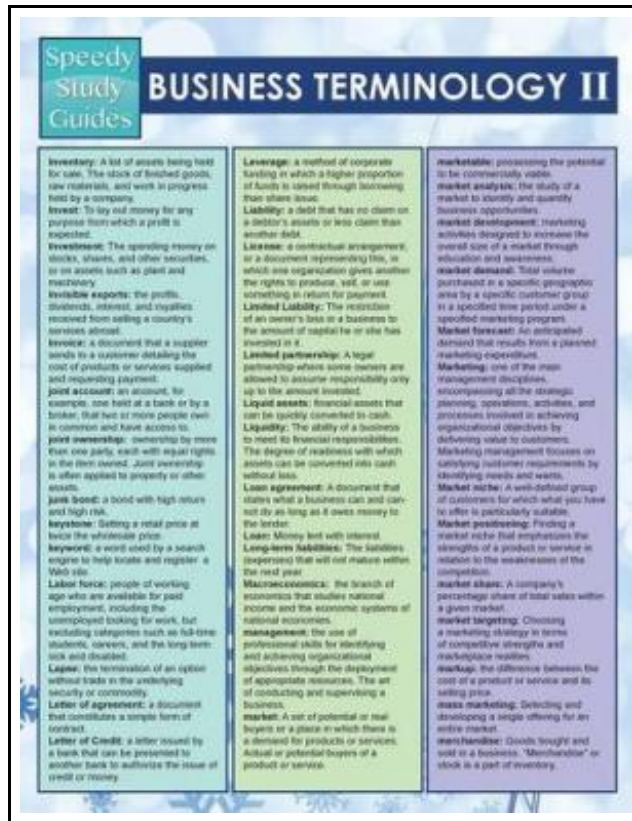 Speedy
Study
Guides
BUSINESS TERMINOLOGY II
Inventory: A list of assets being held
for sale. The stock of finished goods,
raw materials, and work in progress
held by a company.
Invest: To lay out money for any
purpose from which a profit is
expected.
Investment: The spending money on
stocks, shares, and other securities,
or on assets such as plant and
machinery.
Invisible exports: the profits,
dividends, interest, and royalties
received from selling a country's
services abroad.
Invoice: a document that a supplier
sends to a customer detailing the
cost of products or services supplied
and requesting payment.
joint account: an account, for
example, one held at a bank or by a
broker, that two or more people own
in common and have access to.
joint ownership: ownership by more
than one party, each with equal rights
in the item owned. Joint ownership
is often applied to property or other
assets.
junk bond: a bond with high return
and high risk.
keystone: Setting a retail price at
twice the wholesale price.
keyword: a word used by a search
engine to help locate and register a
Web site.
Labor force: people of working
age who are available for paid
employment, including the
unemployed looking for work, but
excluding categories such as full-time
students, careers, and the long-term
sick and disabled.
Lapse: the termination of an option
without trade in the underlying
security or commodity.
Letter of agreement: a document
that constitutes a simple form of
contract.
Letter of Credit: a letter issued by
a bank that can be presented to
another bank to authorize the issue of
credit or money.
Leverage: a method of corporate
funding in which a higher proportion
of funds is raised through borrowing
than share issue.
Liability: a debt that has no claim on
a debtor's assets or less claim than
another debt.
License: a contractual arrangement,
or a document representing this, in
which one organization gives another
the rights to produce, sell, or use
something in return for payment.
Limited Liability: The restriction
of an owner's loss in a business to
the amount of capital he or she has
invested in it.
Limited partnership: A legal
partnership where some owners are
allowed to assume responsibility only
up to the amount invested.
Liquid assets: financial assets that
can be quickly converted to cash.
Liquidity: The ability of a business
to meet its financial responsibilities.
The degree of readiness with which
assets can be converted into cash
without loss.
Loan agreement: A document that
states what a business can and can-
not do as long as it owes money to
the lender.
Loan: Money lent with interest.
Long-term liabilities: The liabilities
(expenses) that will not mature within
the next year.
Macroeconomics: the branch of
economics that studies national
income and the economic systems of
national economies.
management: the use of
professional skills for identifying
and achieving organizational
objectives through the deployment
of appropriate resources. The art
of conducting and supervising a
business.
market: A set of potential or real
buyers or a place in which there is
a demand for products or services.
Actual or potential buyers of a
product or service.
marketable: possessing the potential
to be commercially viable.
market analysis: the study of a
market to identify and quantify
business opportunities.
market development: marketing
activities designed to increase the
overall size of a market through
education and awareness.
market demand: Total volume
purchased in a specific geographic
area by a specific customer group
in a specified time period under a
specified marketing program.
Market forecast: An anticipated
demand that results from a planned
marketing expenditure.
Marketing: one of the main
management disciplines,
encompassing all the strategic
planning, operations, activities, and
processes involved in achieving
organizational objectives by
delivering value to customers.
Marketing management focuses on
satisfying customer requirements by
identifying needs and wants.
Market niche: A well-defined group
of customers for which what you have
to offer is particularly suitable.
Market positioning: Finding a
market niche that emphasizes the
strengths of a product or service in
relation to the weaknesses of the
competition.
market share: A company's
percentage share of total sales within
a given market.
market targeting: Choosing
a marketing strategy in terms
of competitive strengths and
marketplace realities.
markup: the difference between the
cost of a product or service and its
selling price.
mass marketing: Selecting and
developing a single offering for an
entire market.
merchandise: Goods bought and
sold in a business. "Merchandise" or
stock is a part of inventory.